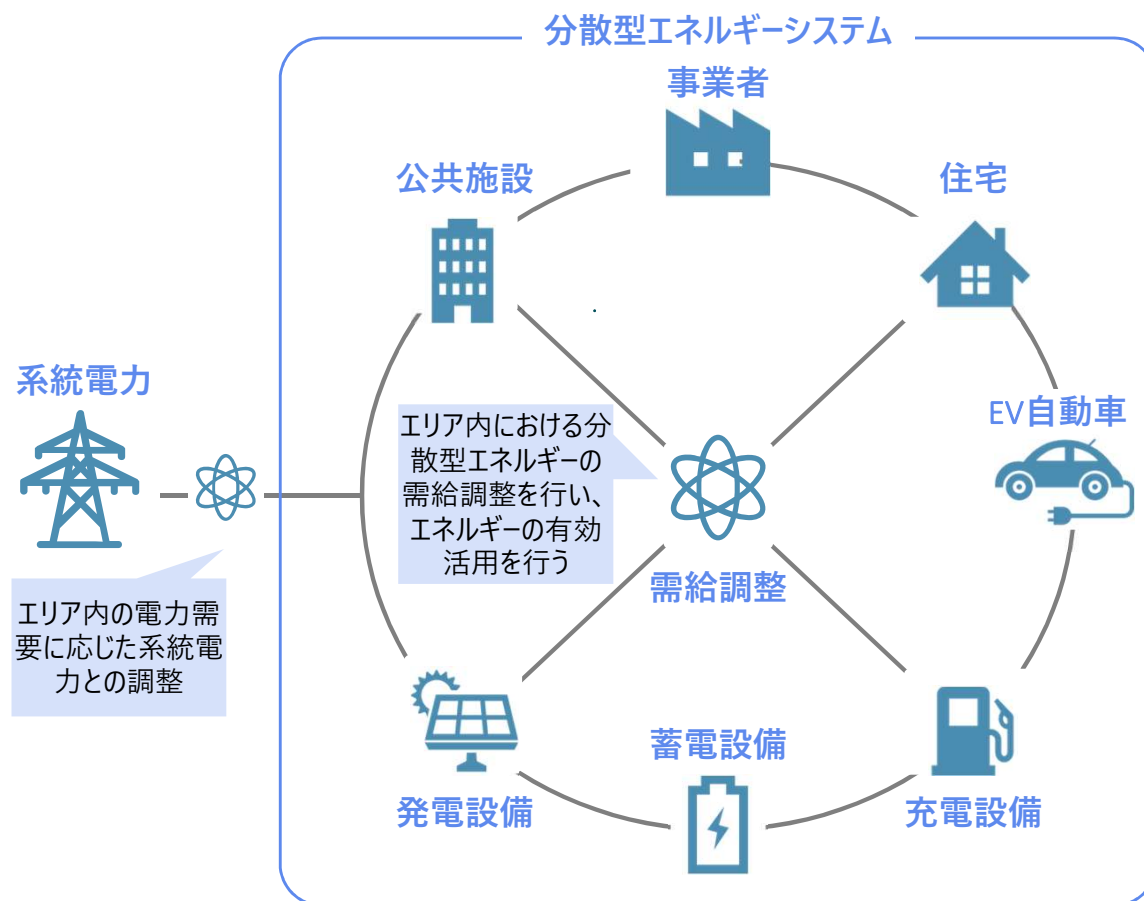 分散型エネルギーシステム
事業者
公共施設
住宅
系統電力
EV自動車
エリア内における分
散型エネルギーの
需給調整を行い、
エネルギーの有効
活用を行う
需給調整
エリア内の電力需
要に応じた系統電
力との調整
蓄電設備
発電設備
充電設備